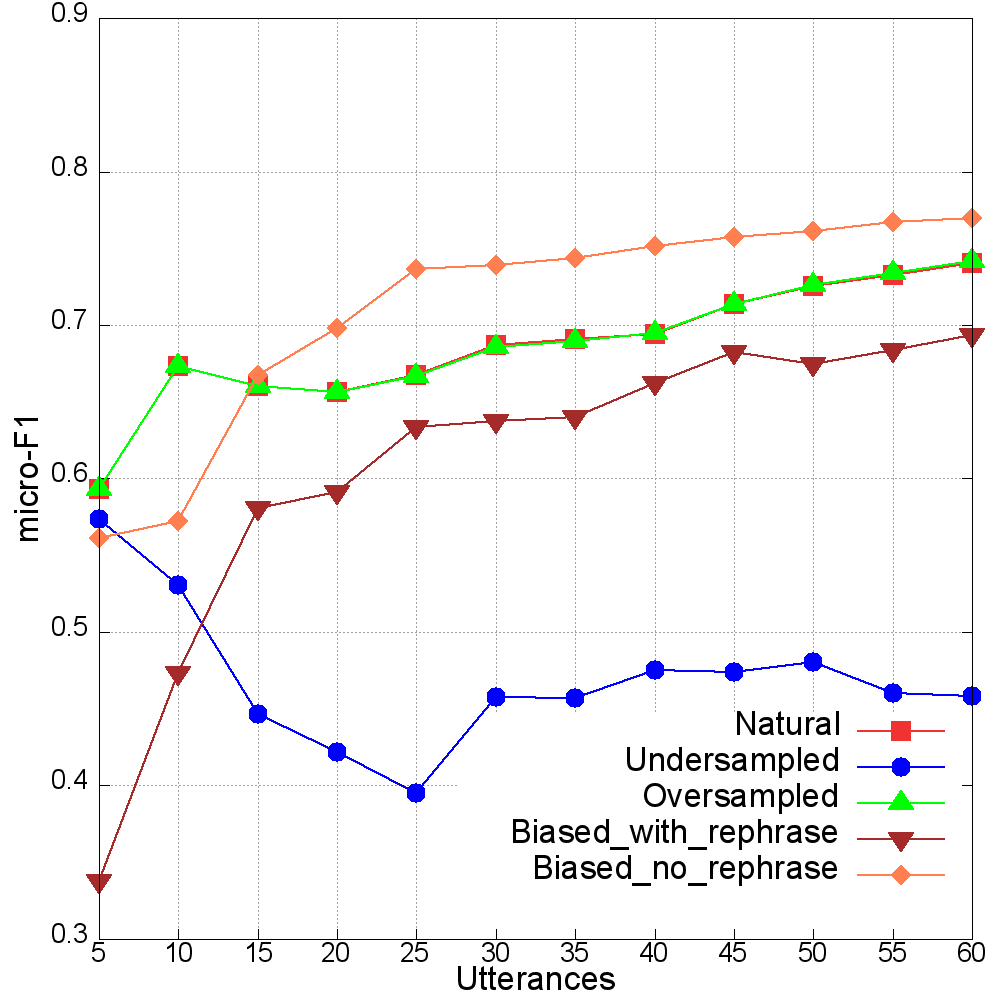 0.9
0.8
0.7
0.6
0.5
0.4
0.3
micro-F1
Natural
Undersampled
Oversampled
Biased_with_rephrase
Biased_no_rephrase
5 10 15 20 25 30 35 40 45 50 55 60
Utterances